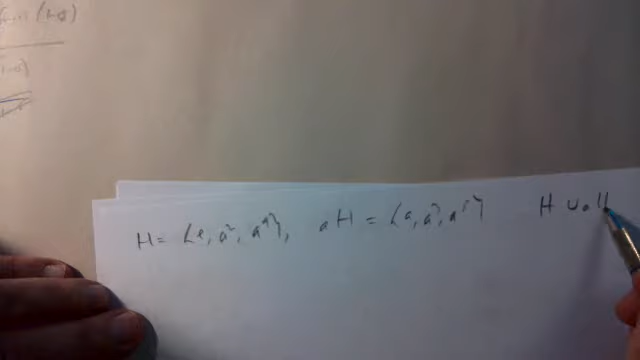 H = {e, a², a⁴}, aH = {a, a³, a⁵} H ∪ aH